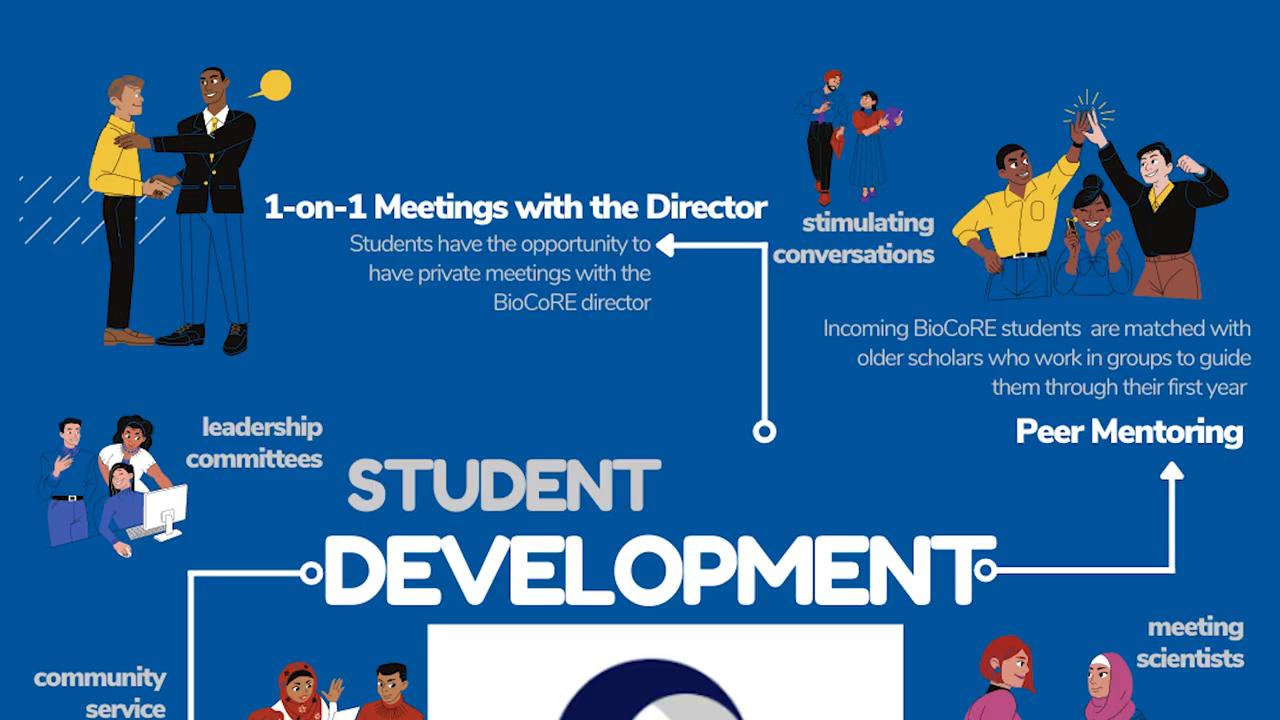 1-on-1 Meetings with the Director
Students have the opportunity to
have private meetings with the
BioCoRE director
stimulating
conversations
Incoming BioCoRE students are matched with
older scholars who work in groups to guide
them through their first year
Peer Mentoring
leadership
committees
STUDENT
DEVELOPMENT
meeting
scientists
community
service